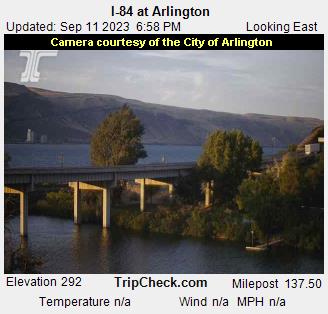 I-84 at Arlington
Updated: Sep 11 2023 6:58 PM Looking East
Camera courtesy of the City of Arlington
Elevation 292 TripCheck.com Milepost 137.50
Temperature n/a Wind n/a MPH n/a